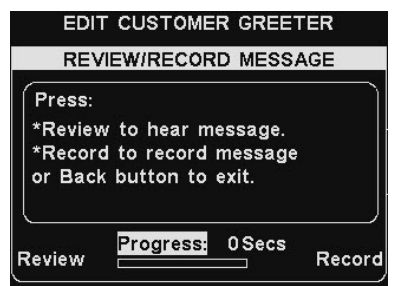 EDIT CUSTOMER GREETER
REVIEW/RECORD MESSAGE
Press:
*Review to hear message.
*Record to record message
or Back button to exit.
Progress: 0Secs
Review
Record